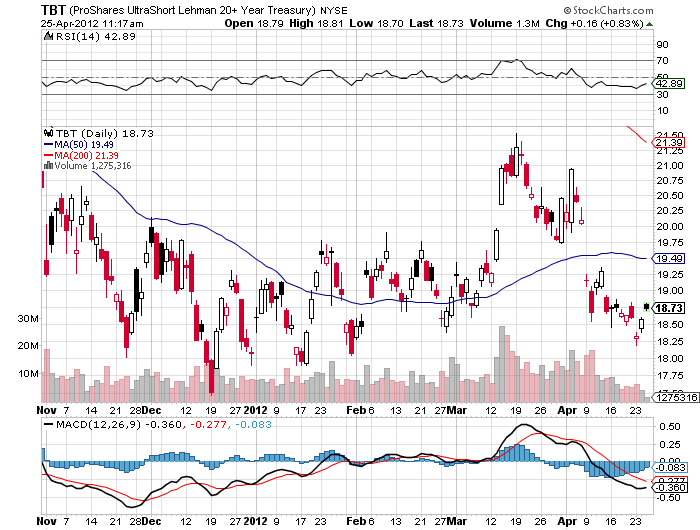 TBT (ProShares UltraShort Lehman 20+ Year Treasury) NYSE © StockCharts.com
25-Apr-2012 11:17am Open 18.79 High 18.81 Low 18.70 Last 18.73 Volume 1.3M Chg +0.16 (+0.83%)
RSI(14) 42.89
90
70
50
42.89
30
10
TBT (Daily) 18.73
MA(50) 19.49
MA(200) 21.39
Volume 1,275,316
21.50
21.39
21.25
21.00
20.75
20.50
20.25
20.00
19.75
19.49
19.25
19.00
18.73
18.50
18.25
18.00
17.75
17.50
30M
20M
10M
1275316
Nov 7 14 21 28 Dec 12 19 27 2012 9 17 23 Feb 6 13 21 27 Mar 12 19 26 Apr 9 16 23
MACD(12,26,9) -0.360, -0.277, -0.083
0.50
0.25
0.00
-0.083
-0.277
-0.360
-0.50
Nov 7 14 21 28 Dec 12 19 27 2012 9 17 23 Feb 6 13 21 27 Mar 12 19 26 Apr 9 16 23